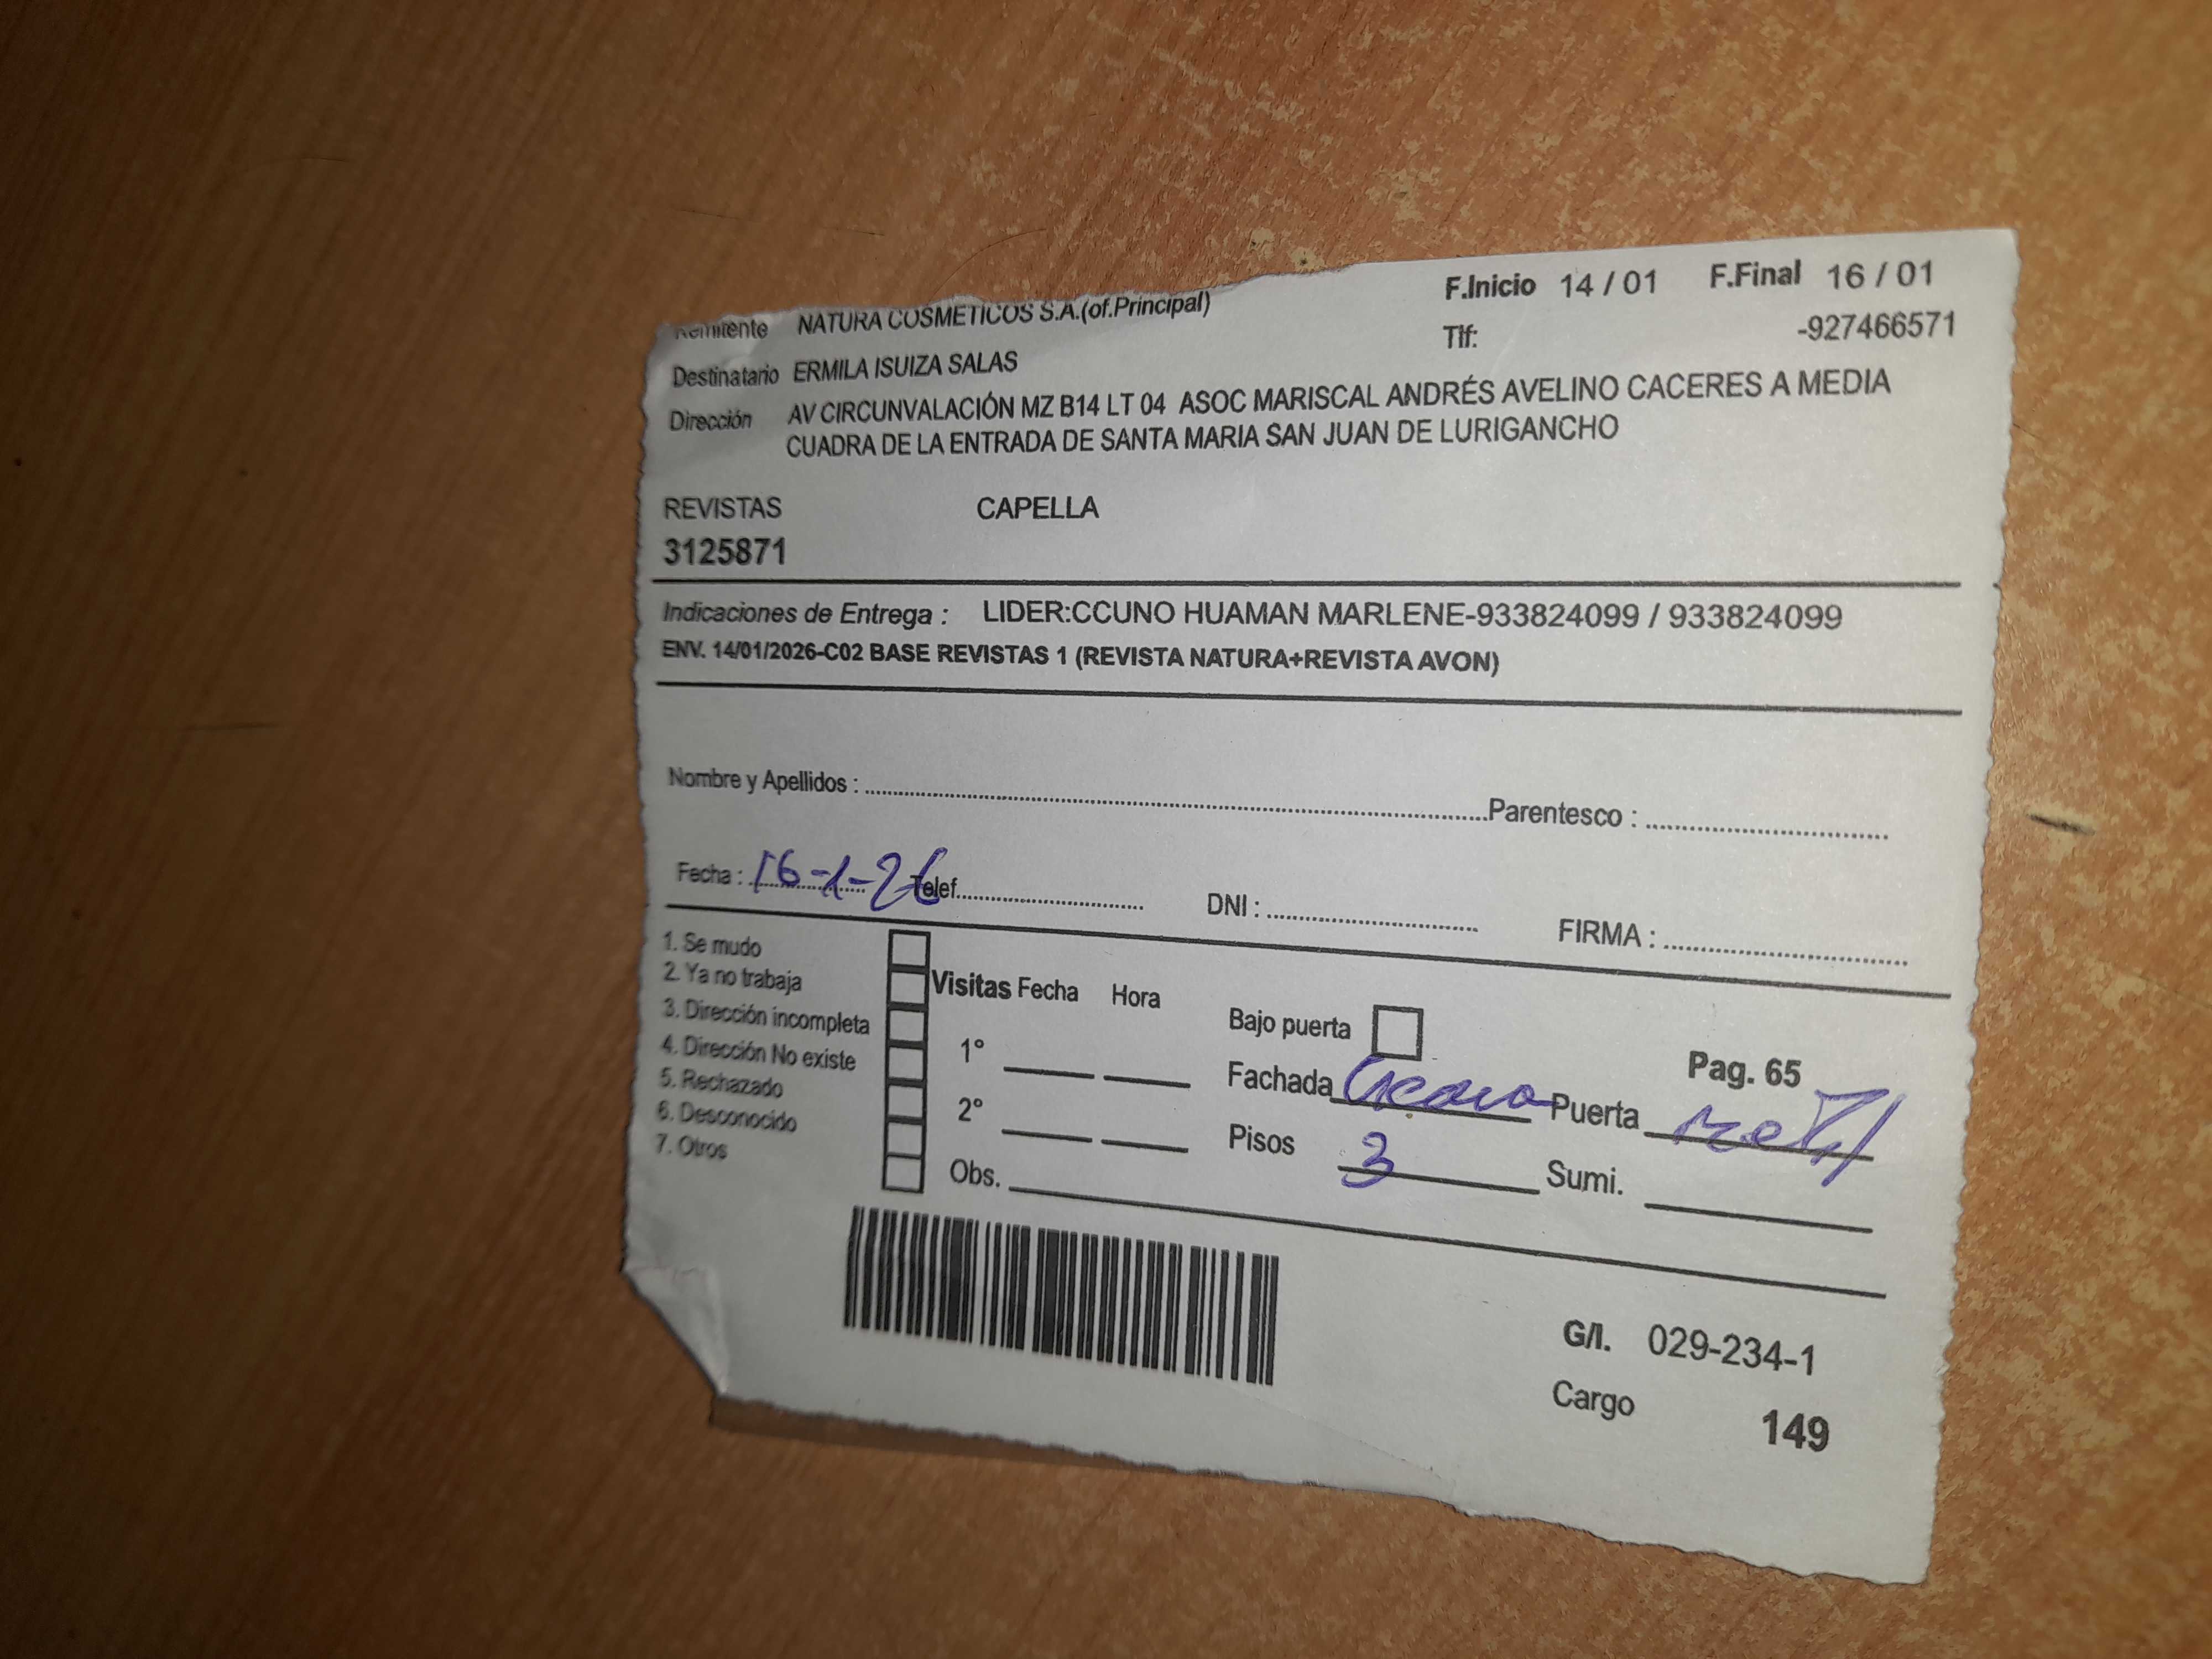 F.Inicio 14 / 01 F.Final 16 / 01
Remitente NATURA COSMETICOS S.A.(of.Principal)
Tlf: -927466571
Destinatario ERMILA ISUIZA SALAS
Dirección AV CIRCUNVALACIÓN MZ B14 LT 04 ASOC MARISCAL ANDRÉS AVELINO CACERES A MEDIA
CUADRA DE LA ENTRADA DE SANTA MARIA SAN JUAN DE LURIGANCHO
REVISTAS CAPELLA
3125871
Indicaciones de Entrega : LIDER:CCUNO HUAMAN MARLENE-933824099 / 933824099
ENV. 14/01/2026-C02 BASE REVISTAS 1 (REVISTA NATURA+REVISTA AVON)
Nombre y Apellidos : Parentesco :
Fecha : 16-1-26 Telef. DNI : FIRMA :
1. Se mudo
2. Ya no trabaja
3. Dirección incompleta
4. Dirección No existe
5. Rechazado
6. Desconocido
7. Otros
Visitas Fecha Hora
1°
2°
Obs.
Bajo puerta
Fachada
Pisos 3
Pag. 65
Puerta
Sumi.
G/I. 029-234-1
Cargo 149